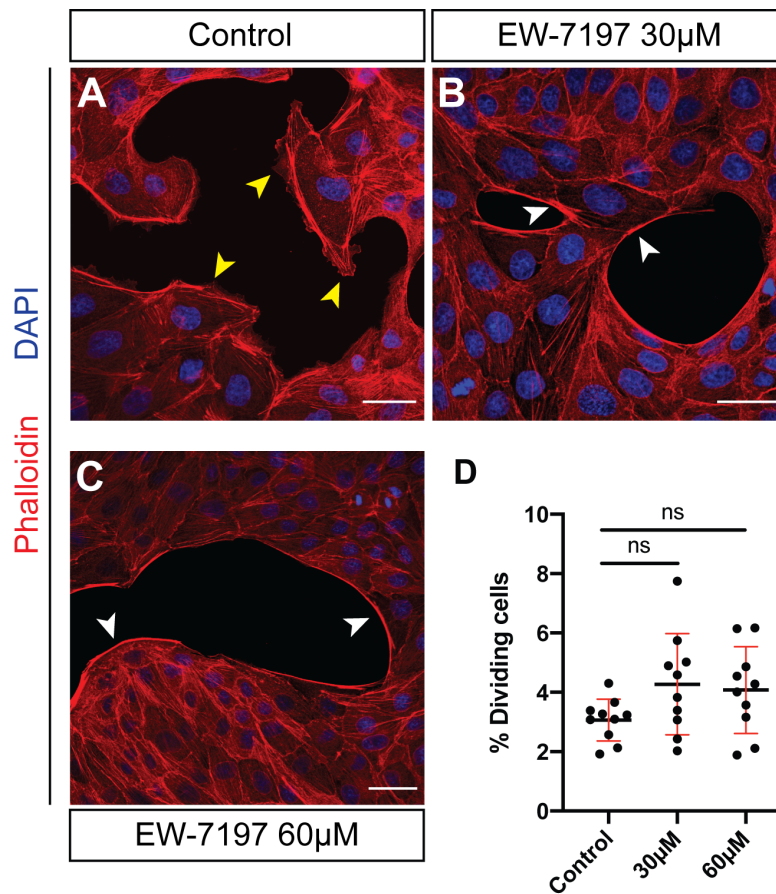 Control
EW-7197 30µM
Phalloidin DAPI
A
B
C
EW-7197 60µM
D
ns
ns
10
8
6
4
2
0
% Dividing cells
Control
30µM
60µM